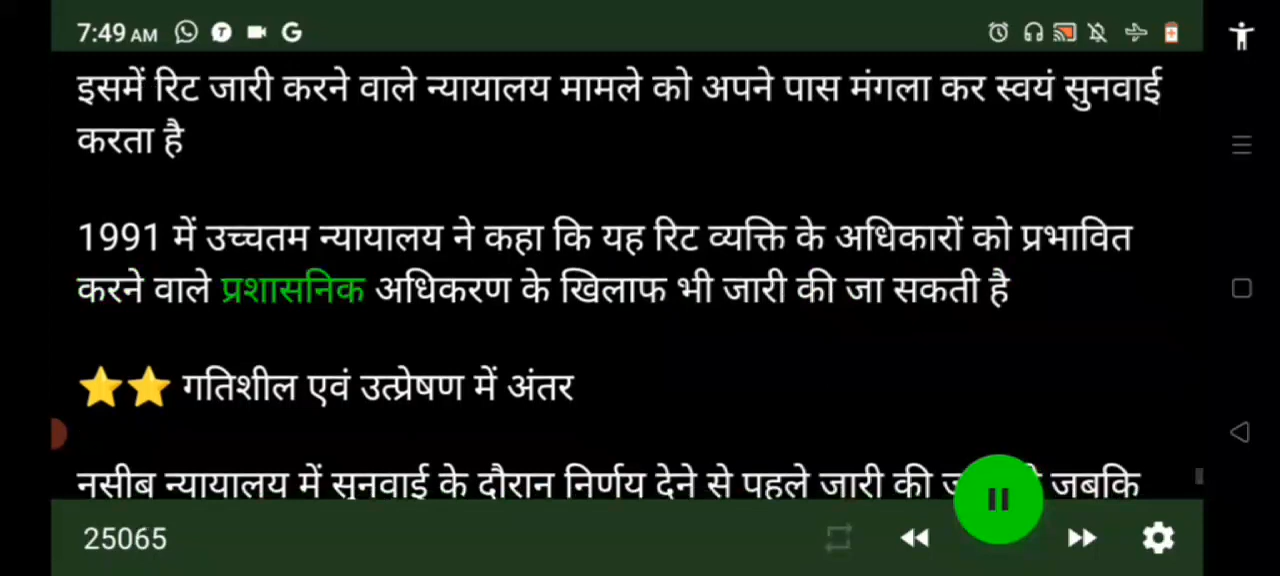 7:49 AM
इसमें रिट जारी करने वाले न्यायालय मामले को अपने पास मंगला कर स्वयं सुनवाई
करता है
1991 में उच्चतम न्यायालय ने कहा कि यह रिट व्यक्ति के अधिकारों को प्रभावित
करने वाले प्रशासनिक अधिकरण के खिलाफ भी जारी की जा सकती है
⭐⭐ गतिशील एवं उत्प्रेषण में अंतर
नसीब न्यायालय में सुनवाई के दौरान निर्णय देने से पहले जारी की जबकि
25065